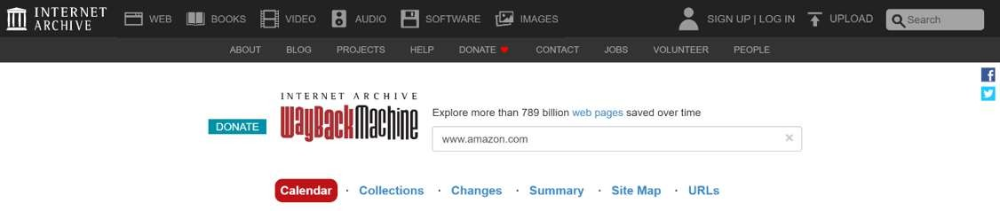 INTERNET ARCHIVE
WEB BOOKS VIDEO AUDIO SOFTWARE IMAGES SIGN UP | LOG IN UPLOAD Search
ABOUT BLOG PROJECTS HELP DONATE CONTACT JOBS VOLUNTEER PEOPLE
DONATE
INTERNET ARCHIVE
WayBackMachine
Explore more than 789 billion web pages saved over time
www.amazon.com ×
Calendar · Collections · Changes · Summary · Site Map · URLs